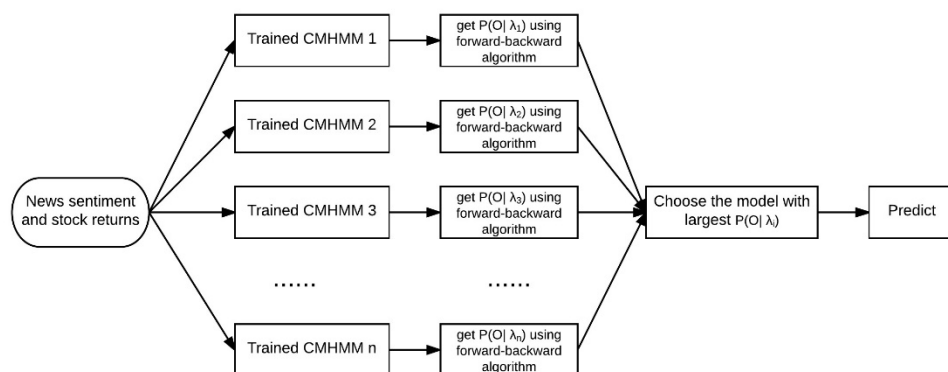 Trained CMHMM 1
get P(O| λ₁) using
forward-backward
algorithm
Trained CMHMM 2
get P(O| λ₂) using
forward-backward
algorithm
News sentiment
and stock returns
Trained CMHMM 3
get P(O| λ₃) using
forward-backward
algorithm
Choose the model with
largest P(O| λᵢ)
Predict
......
......
Trained CMHMM n
get P(O| λₙ) using
forward-backward
algorithm